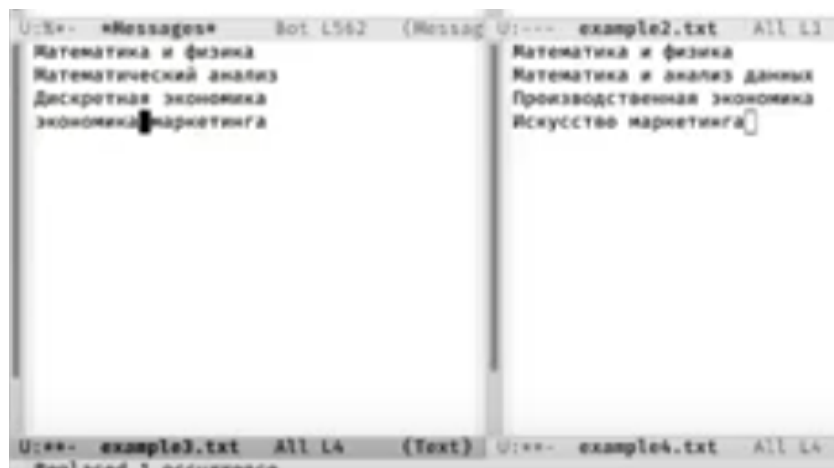 U:%*- *Messages* Bot L562 (Messag
U:--- example2.txt All L1
Математика и физика
Математический анализ
Дискретная экономика
экономика маркетинга
Математика и физика
Математика и анализ данных
Производственная экономика
Искусство маркетинга
U:**- example3.txt All L4 (Text)
U:**- example4.txt All L4
Replaced 1 occurrence